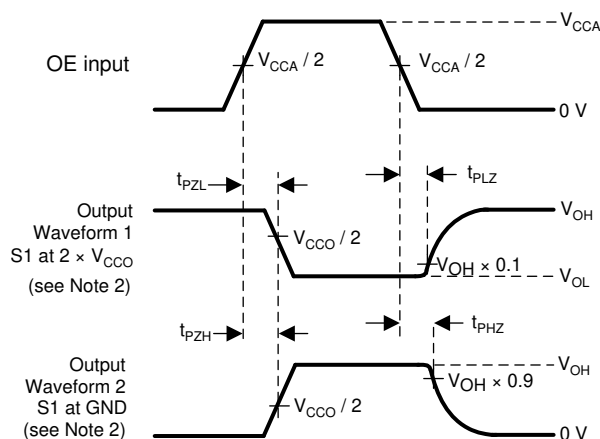 V_CCA
OE input
V_CCA / 2
V_CCA / 2
0 V
t_PZL
t_PLZ
Output
Waveform 1
S1 at 2 × V_CCO
(see Note 2)
V_OH
V_CCO / 2
V_OH × 0.1
V_OL
t_PZH
t_PHZ
Output
Waveform 2
S1 at GND
(see Note 2)
V_OH
V_OH × 0.9
V_CCO / 2
0 V